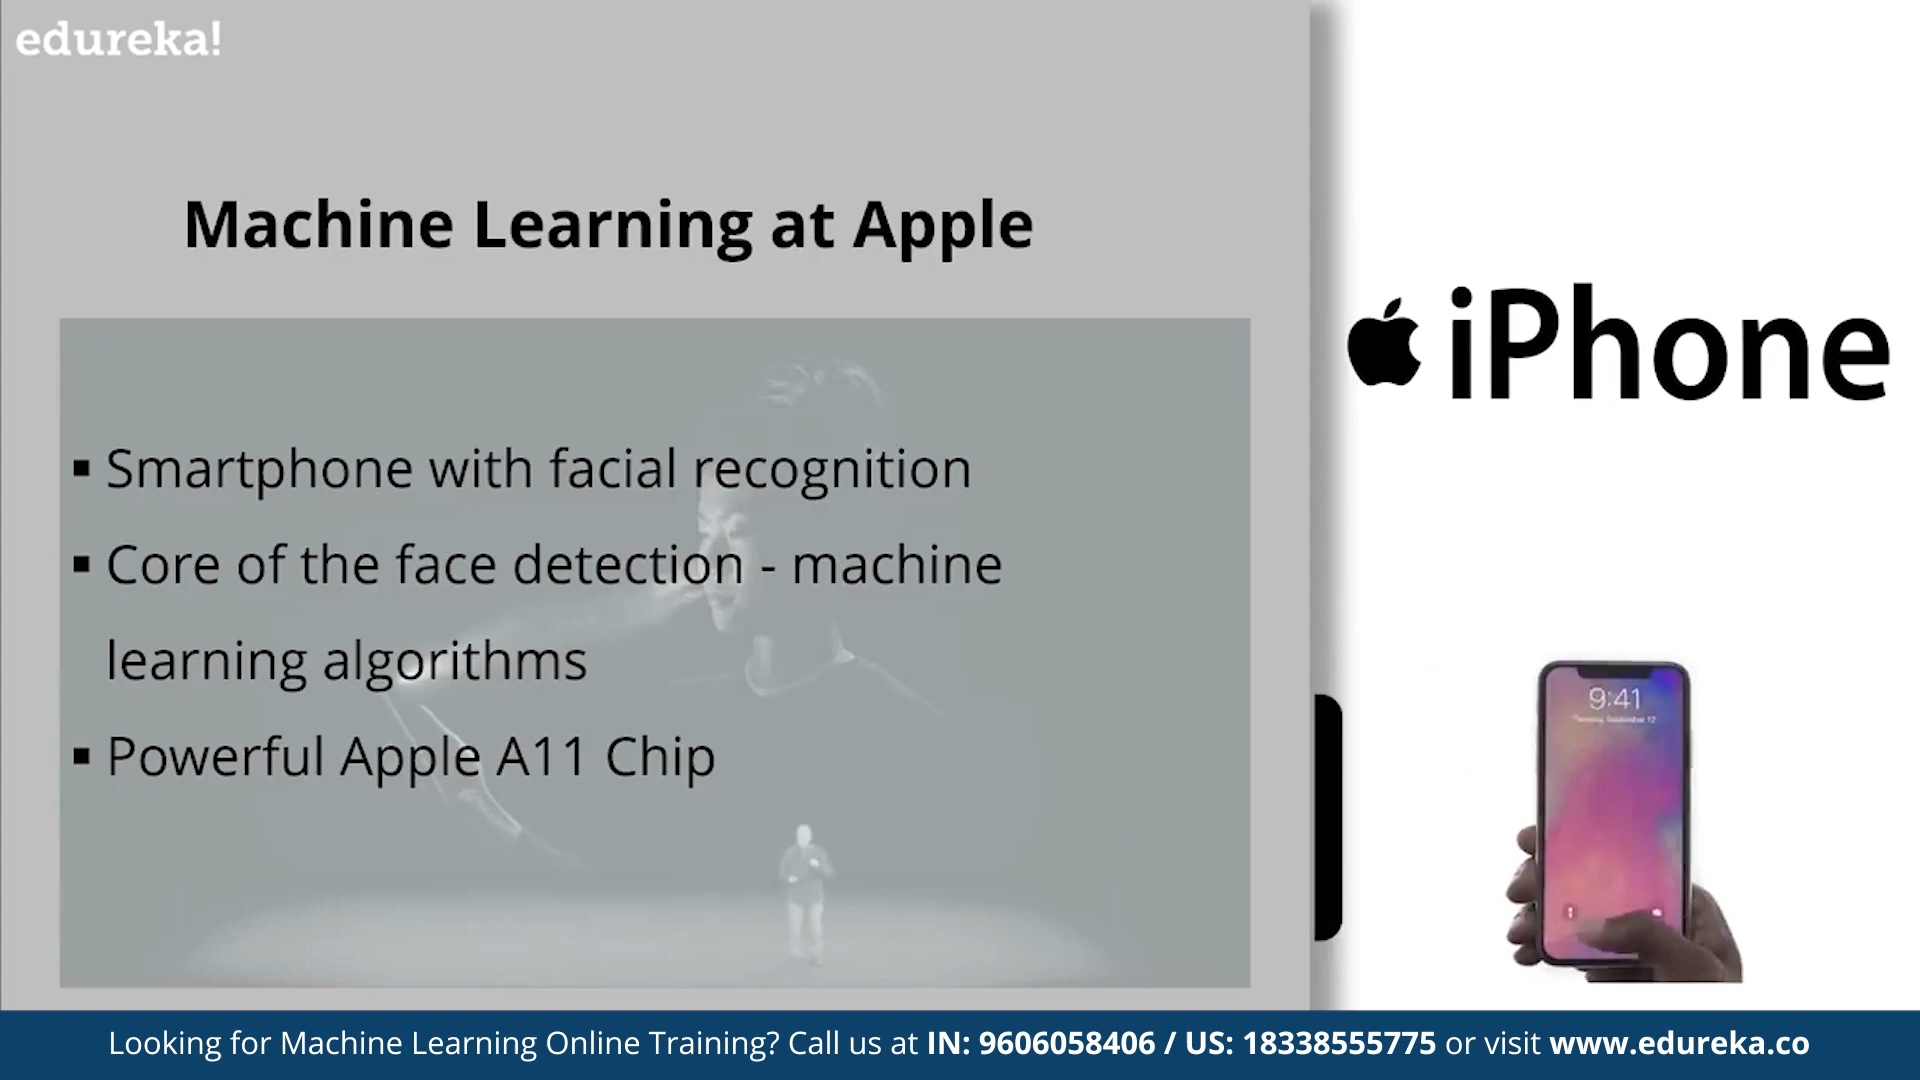 edureka!
Machine Learning at Apple
▪ Smartphone with facial recognition
▪ Core of the face detection - machine
learning algorithms
▪ Powerful Apple A11 Chip
iPhone
9:41
Looking for Machine Learning Online Training? Call us at IN: 9606058406 / US: 18338555775 or visit www.edureka.co